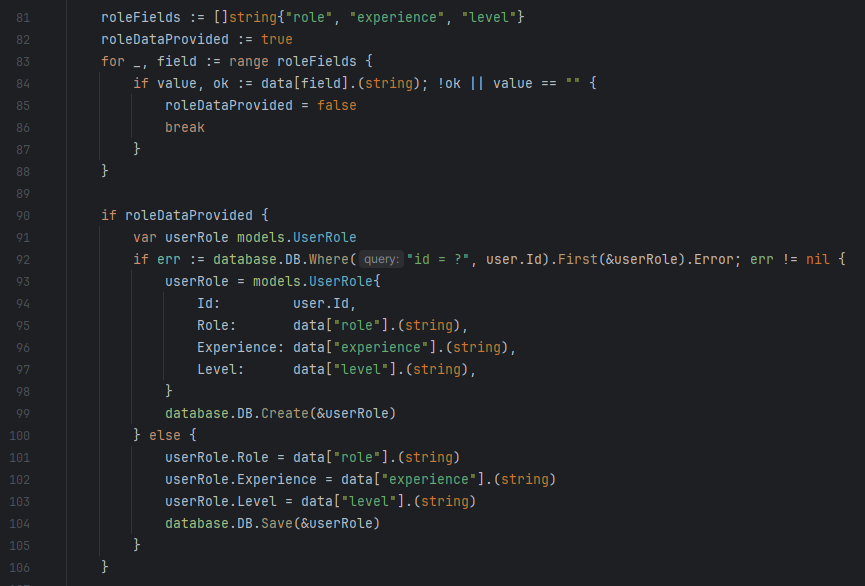 81 roleFields := []string{"role", "experience", "level"}
82 roleDataProvided := true
83 for _, field := range roleFields {
84 if value, ok := data[field].(string); !ok || value == "" {
85 roleDataProvided = false
86 break
87 }
88 }
89
90 if roleDataProvided {
91 var userRole models.UserRole
92 if err := database.DB.Where( query: "id = ?", user.Id).First(&userRole).Error; err != nil {
93 userRole = models.UserRole{
94 Id: user.Id,
95 Role: data["role"].(string),
96 Experience: data["experience"].(string),
97 Level: data["level"].(string),
98 }
99 database.DB.Create(&userRole)
100 } else {
101 userRole.Role = data["role"].(string)
102 userRole.Experience = data["experience"].(string)
103 userRole.Level = data["level"].(string)
104 database.DB.Save(&userRole)
105 }
106 }